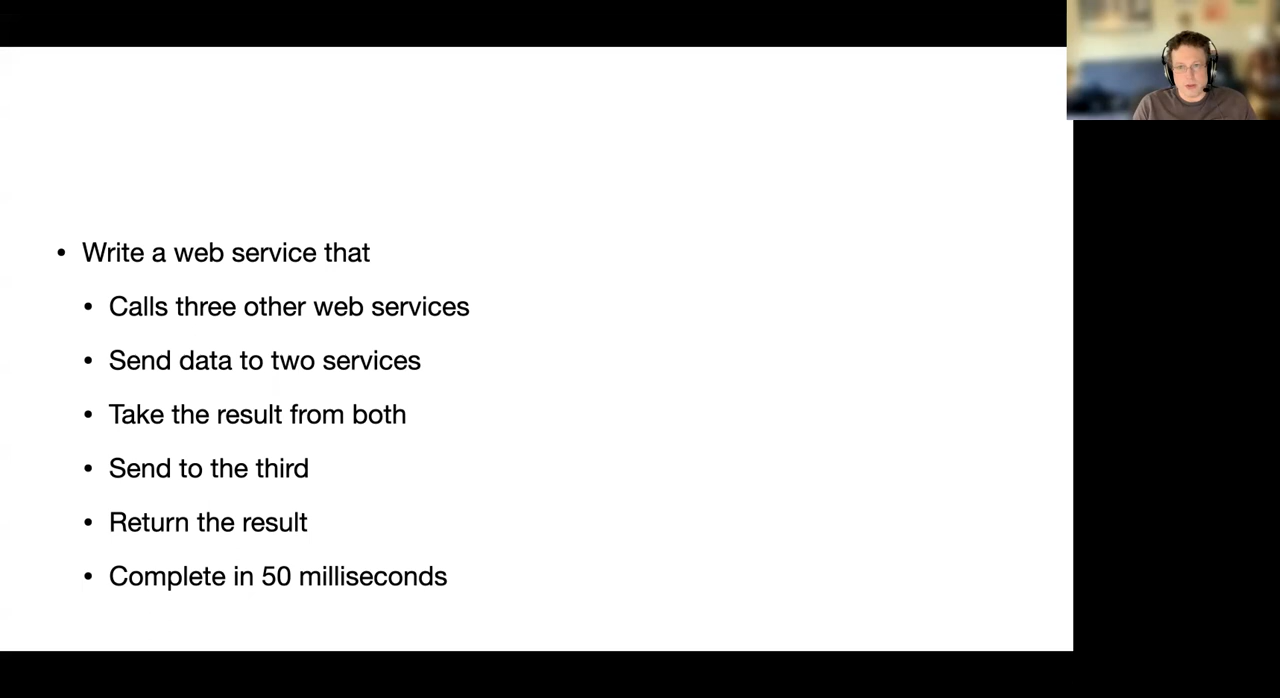 • Write a web service that
• Calls three other web services
• Send data to two services
• Take the result from both
• Send to the third
• Return the result
• Complete in 50 milliseconds